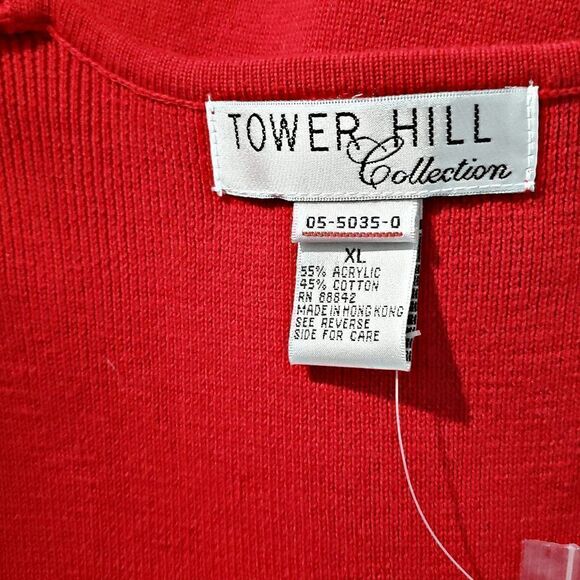 TOWER HILL
Collection
05-5035-0
XL
55% ACRYLIC
45% COTTON
RN 88842
MADE IN HONG KONG
SEE REVERSE
SIDE FOR CARE